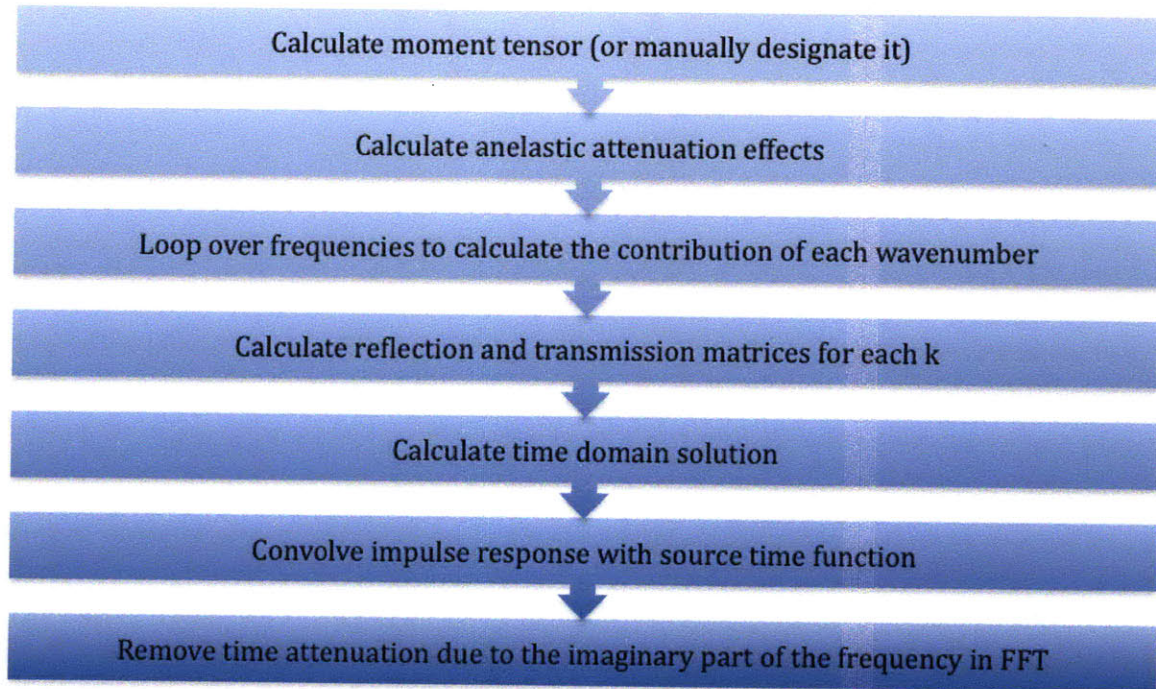 Calculate moment tensor (or manually designate it)
Calculate anelastic attenuation effects
Loop over frequencies to calculate the contribution of each wavenumber
Calculate reflection and transmission matrices for each k
Calculate time domain solution
Convolve impulse response with source time function
Remove time attenuation due to the imaginary part of the frequency in FFT